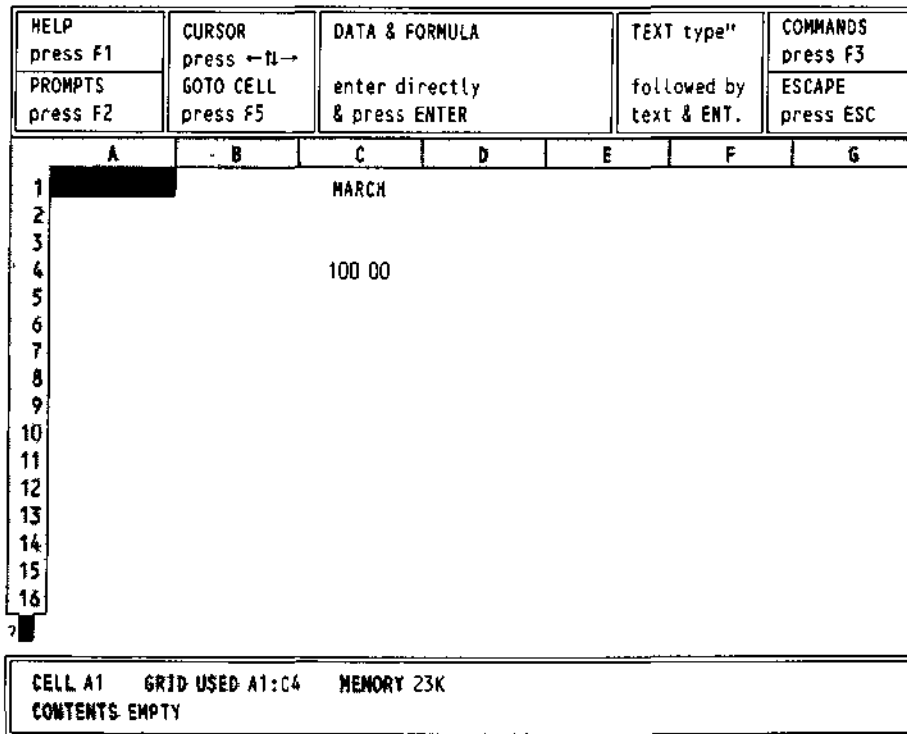 HELP
press F1
PROMPTS
press F2
CURSOR
press ←↑↓→
GOTO CELL
press F5
DATA & FORMULA
enter directly
& press ENTER
TEXT type"
followed by
text & ENT.
COMMANDS
press F3
ESCAPE
press ESC
A B C D E F G
1 MARCH
2
3
4 100 00
5
6
7
8
9
10
11
12
13
14
15
16
?
CELL A1 GRID USED A1:C4 MEMORY 23K
CONTENTS EMPTY